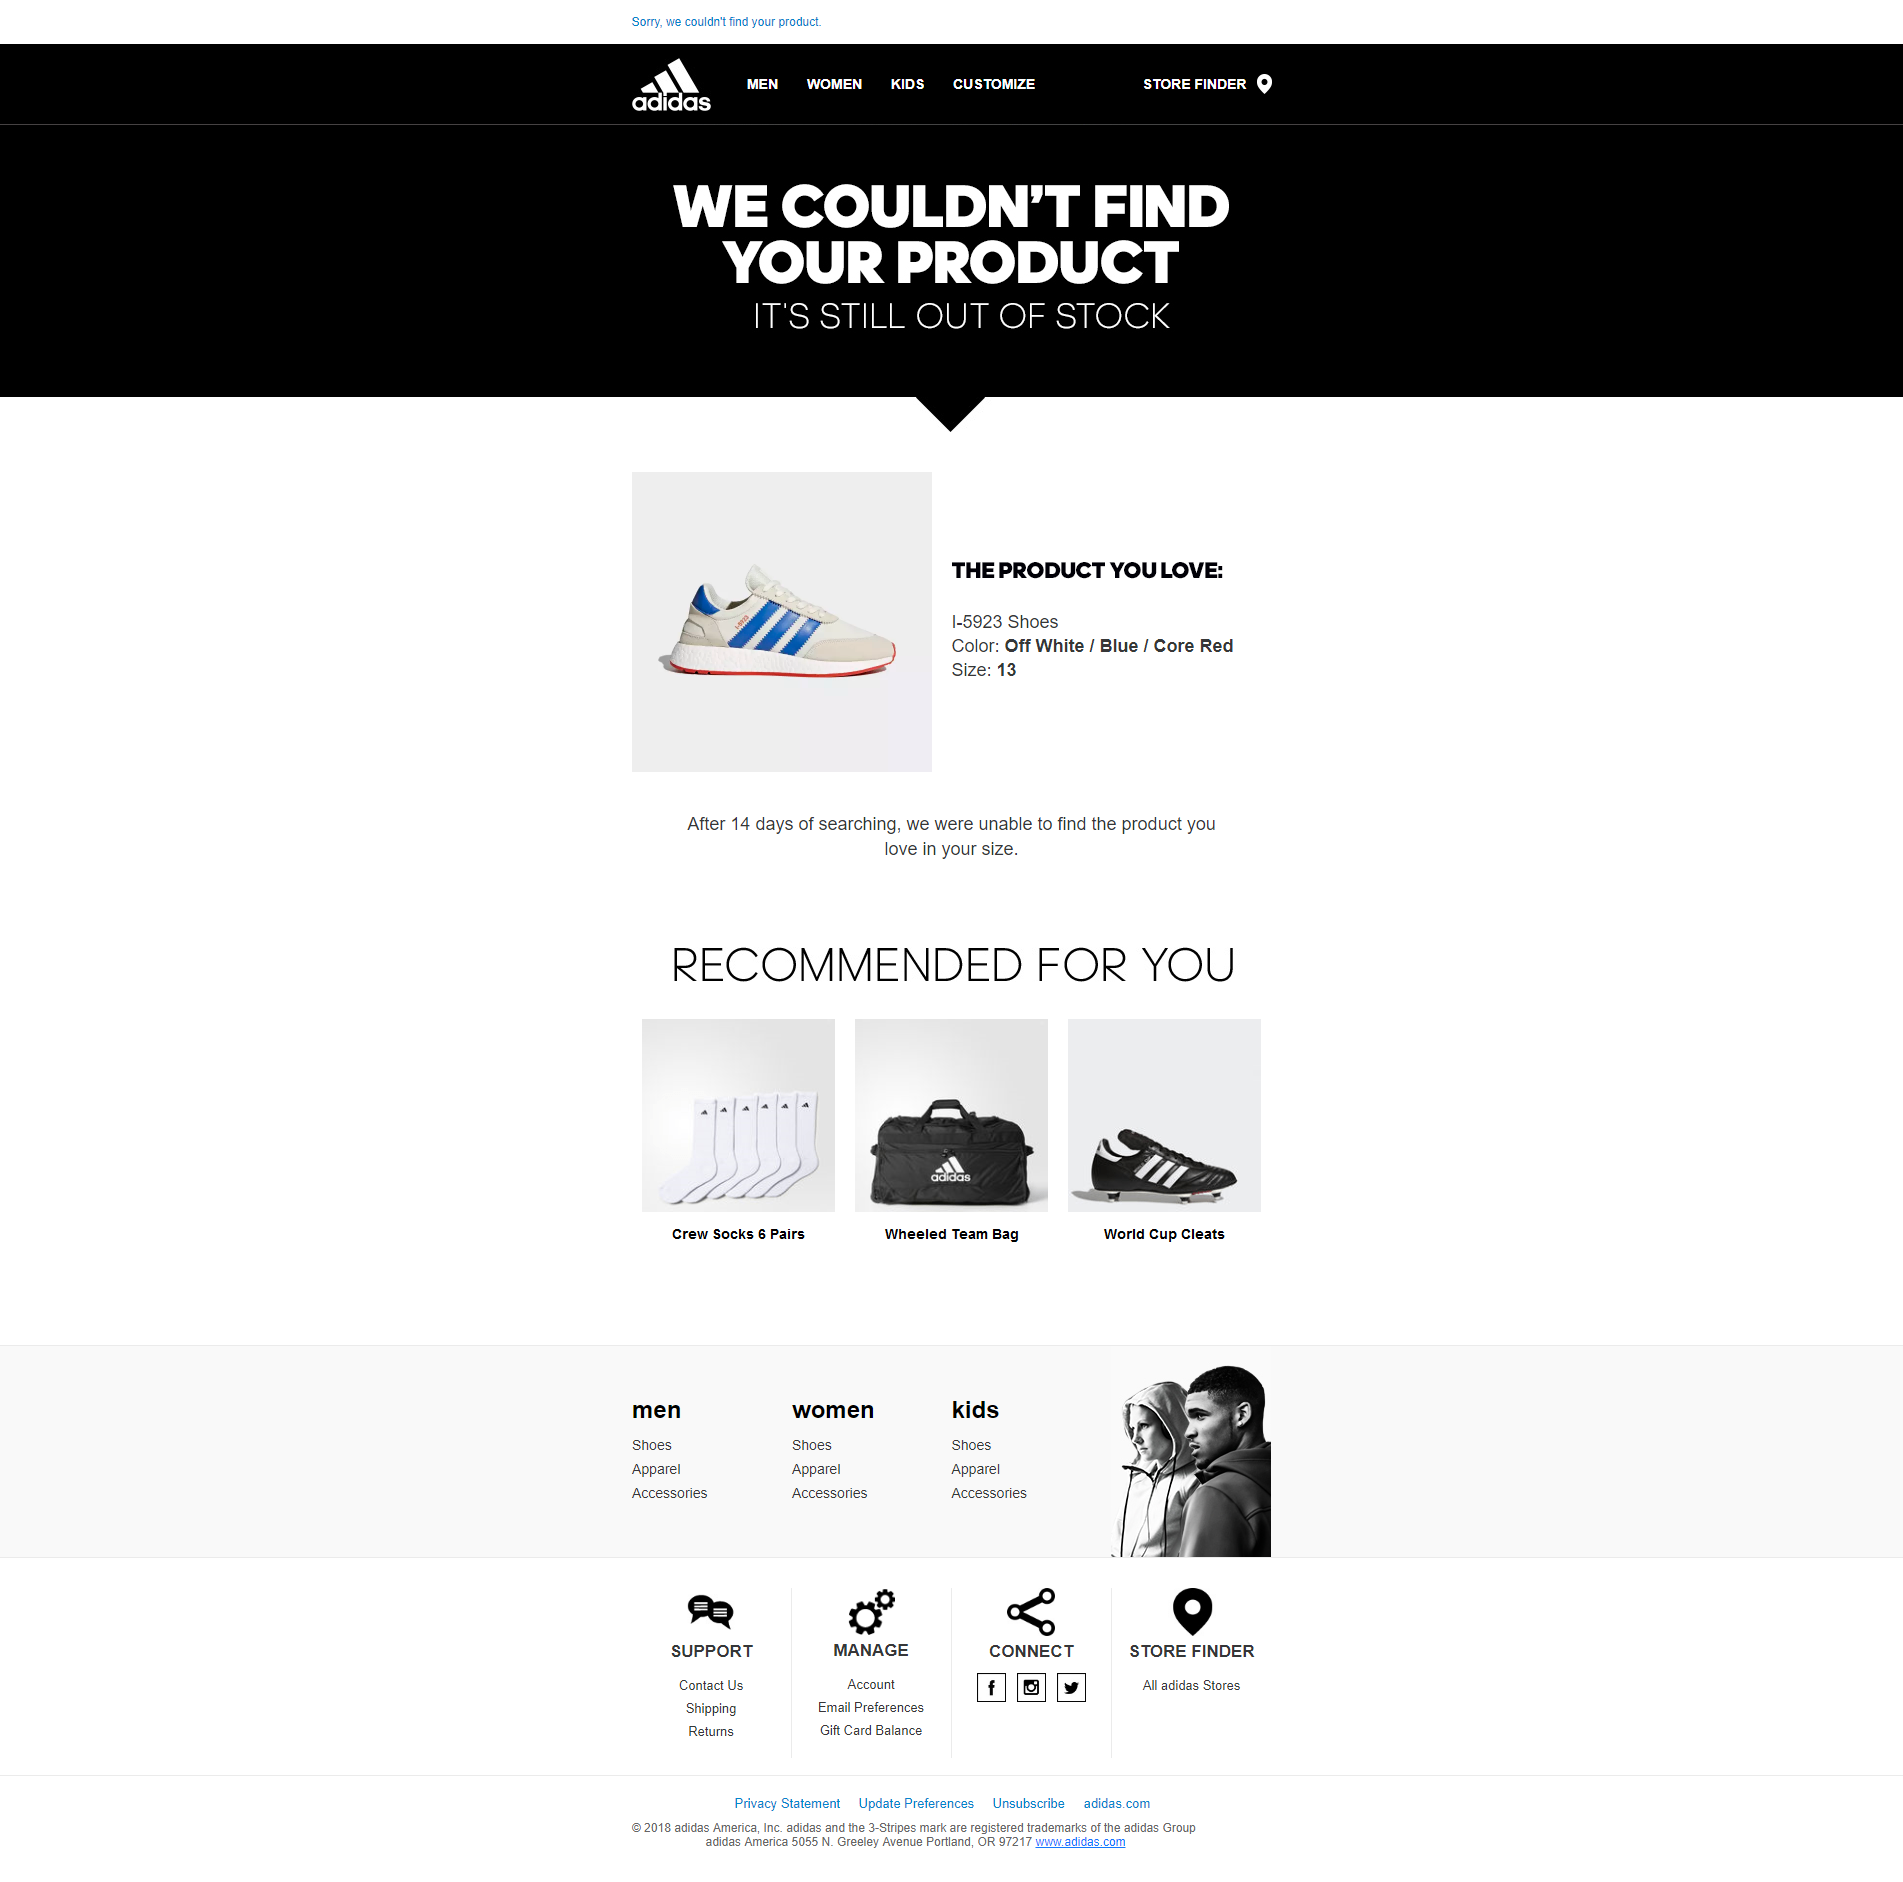 Sorry, we couldn't find your product.
adidas
MEN WOMEN KIDS CUSTOMIZE STORE FINDER
WE COULDN'T FIND
YOUR PRODUCT
IT'S STILL OUT OF STOCK
I-5923
THE PRODUCT YOU LOVE:
I-5923 Shoes
Color: Off White / Blue / Core Red
Size: 13
After 14 days of searching, we were unable to find the product you
love in your size.
RECOMMENDED FOR YOU
adidas
Crew Socks 6 Pairs Wheeled Team Bag World Cup Cleats
men women kids
Shoes Shoes Shoes
Apparel Apparel Apparel
Accessories Accessories Accessories
SUPPORT MANAGE CONNECT STORE FINDER
Contact Us Account All adidas Stores
Shipping Email Preferences
Returns Gift Card Balance
Privacy Statement Update Preferences Unsubscribe adidas.com
© 2018 adidas America, Inc. adidas and the 3-Stripes mark are registered trademarks of the adidas Group
adidas America 5055 N. Greeley Avenue Portland, OR 97217 www.adidas.com